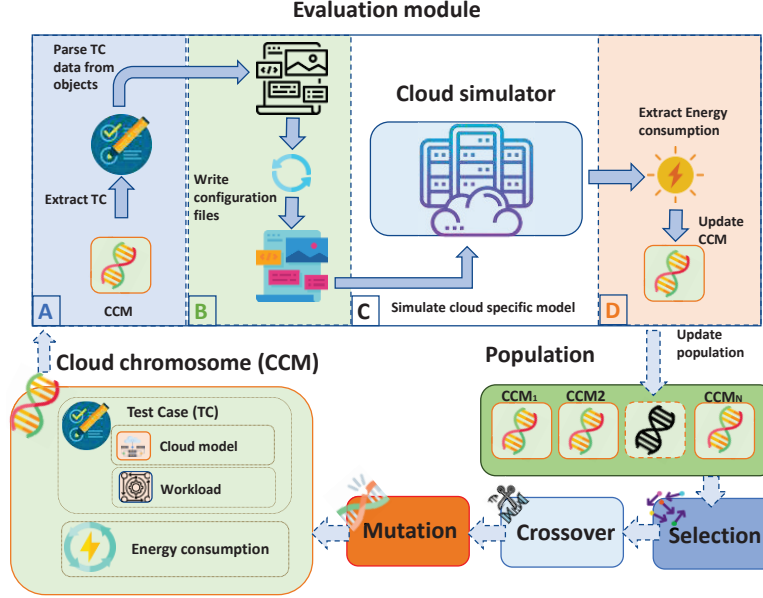 Evaluation module
Parse TC
data from
objects
Extract TC
CCM
A
Write
configuration
files
B
Cloud simulator
C
Simulate cloud specific model
Extract Energy
consumption
Update
CCM
D
Update
population
Cloud chromosome (CCM)
Test Case (TC)
Cloud model
Workload
Energy consumption
Population
CCM₁
CCM2
CCMN
Mutation
Crossover
Selection